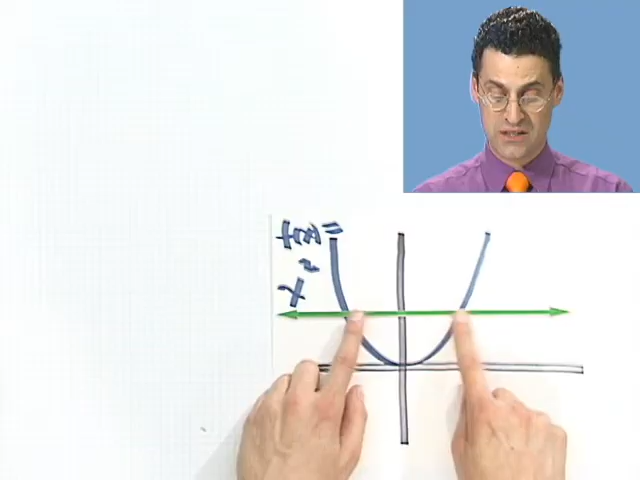 f(x)=
x²